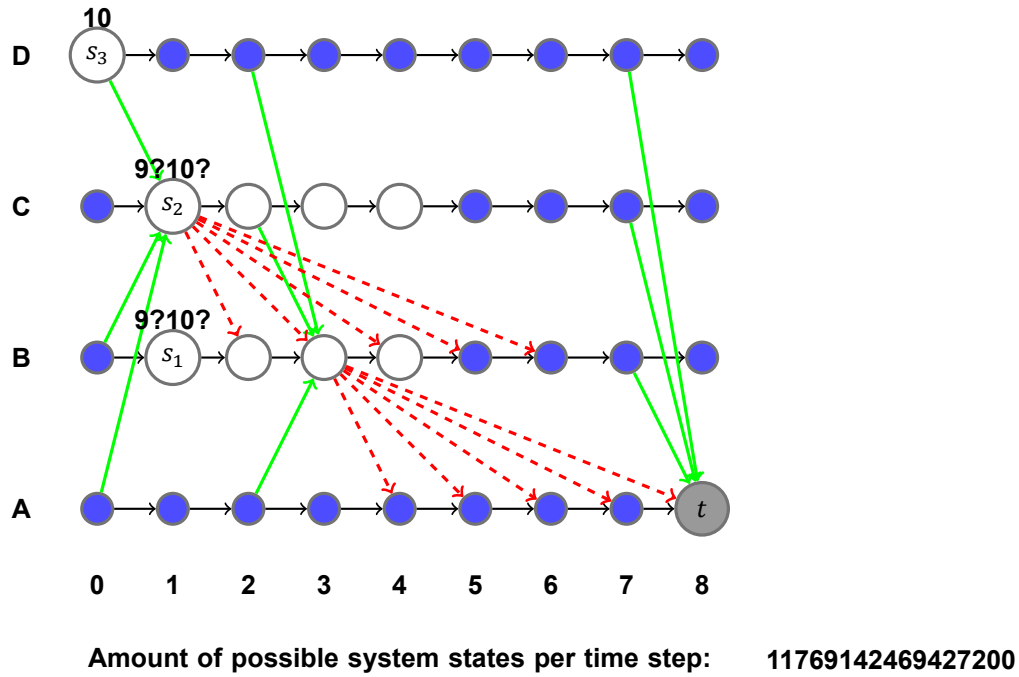 10
D
s₃
9?10?
C
s₂
9?10?
B
s₁
A
t
0 1 2 3 4 5 6 7 8
Amount of possible system states per time step: 11769142469427200